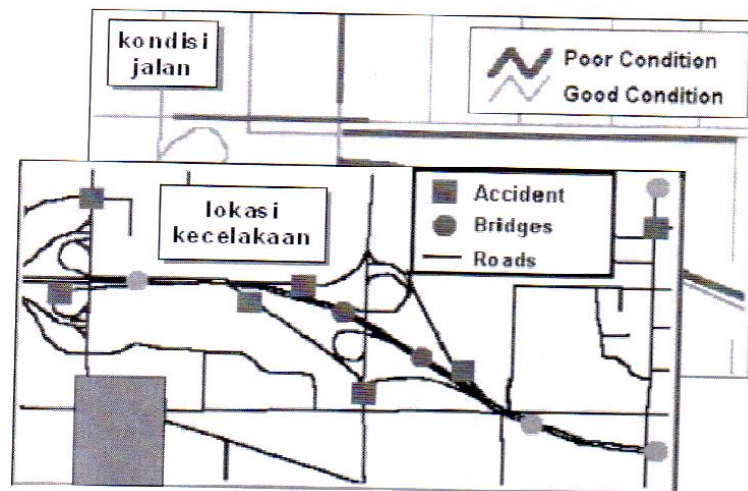 kondisi
jalan
Poor Condition
Good Condition
lokasi
kecelakaan
Accident
Bridges
Roads